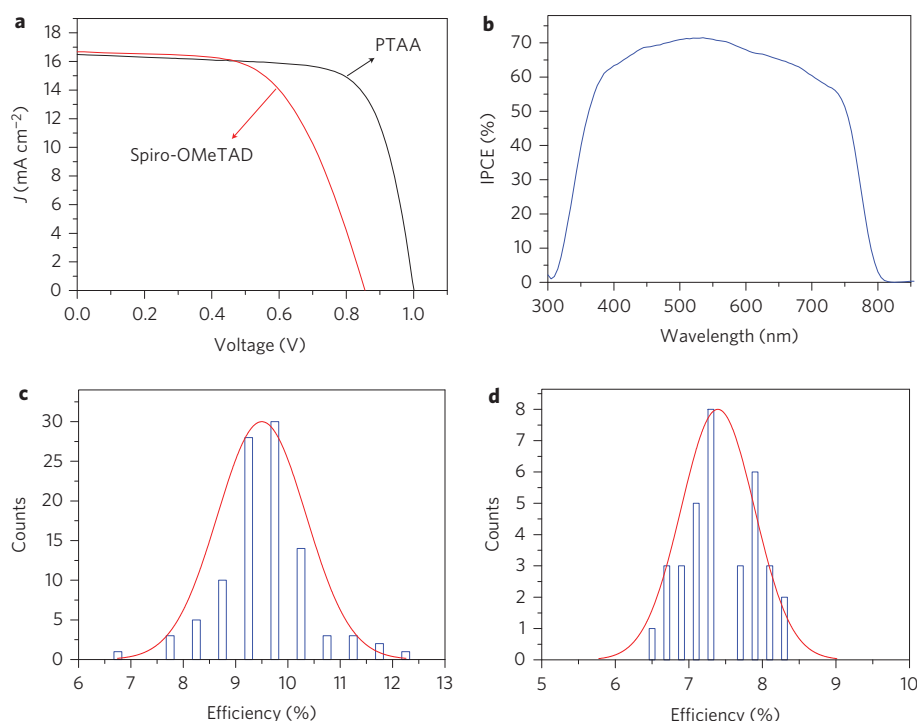 a
18
16
14
12
10
8
6
4
2
0
J (mA cm−2)
PTAA
Spiro-OMeTAD
0.0 0.2 0.4 0.6 0.8 1.0
Voltage (V)
b
70
60
50
40
30
20
10
0
IPCE (%)
300 400 500 600 700 800
Wavelength (nm)
c
30
25
20
15
10
5
0
Counts
6 7 8 9 10 11 12 13
Efficiency (%)
d
8
7
6
5
4
3
2
1
0
Counts
5 6 7 8 9 10
Efficiency (%)